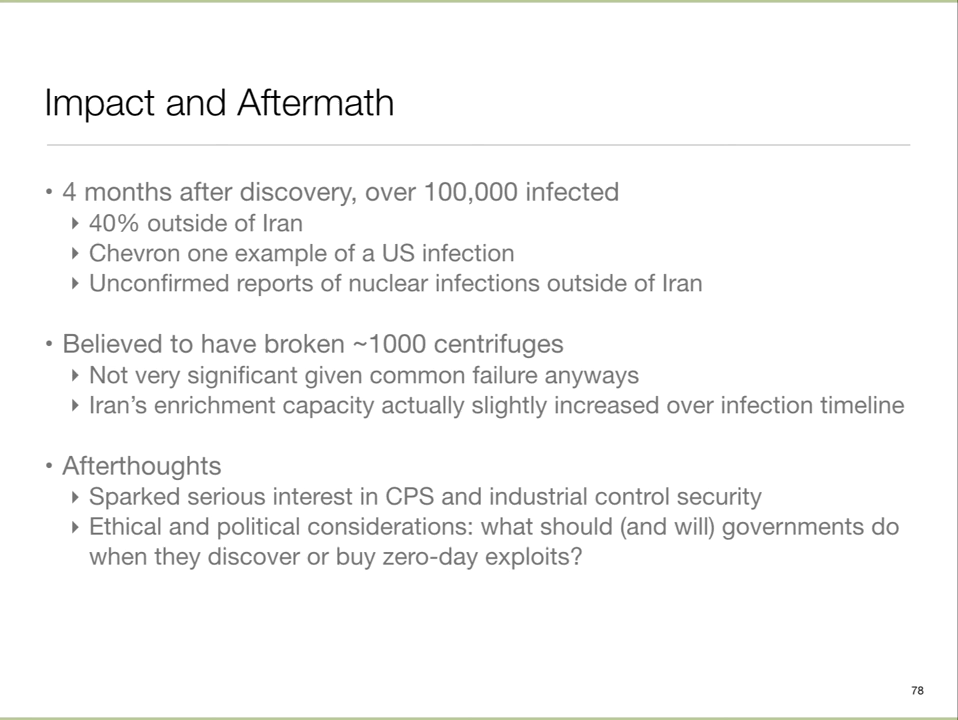 Impact and Aftermath
• 4 months after discovery, over 100,000 infected
‣ 40% outside of Iran
‣ Chevron one example of a US infection
‣ Unconfirmed reports of nuclear infections outside of Iran
• Believed to have broken ~1000 centrifuges
‣ Not very significant given common failure anyways
‣ Iran’s enrichment capacity actually slightly increased over infection timeline
• Afterthoughts
‣ Sparked serious interest in CPS and industrial control security
‣ Ethical and political considerations: what should (and will) governments do
when they discover or buy zero-day exploits?
78